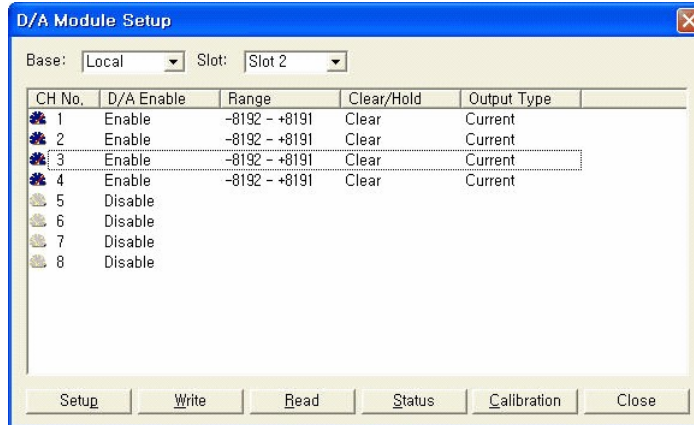 D/A Module Setup
Base: Local Slot: Slot 2
CH No, D/A Enable Range Clear/Hold Output Type
1 Enable -8192 - +8191 Clear Current
2 Enable -8192 - +8191 Clear Current
3 Enable -8192 - +8191 Clear Current
4 Enable -8192 - +8191 Clear Current
5 Disable
6 Disable
7 Disable
8 Disable
Setup Write Read Status Calibration Close